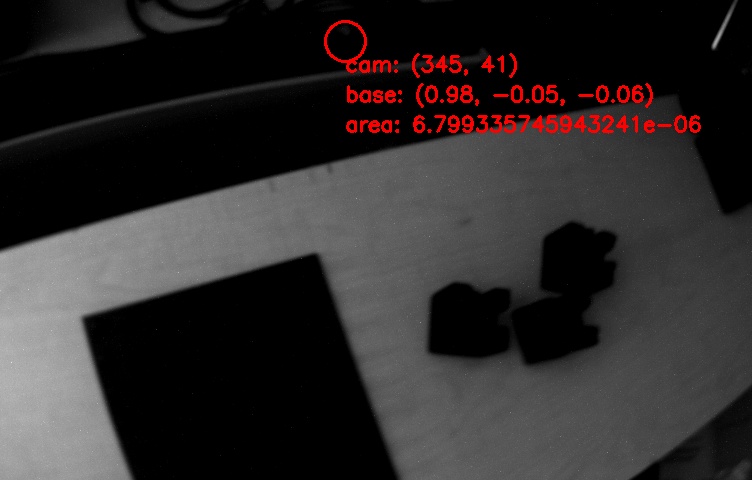 cam: (345, 41)
base: (0.98, -0.05, -0.06)
area: 6.799335745943241e-06